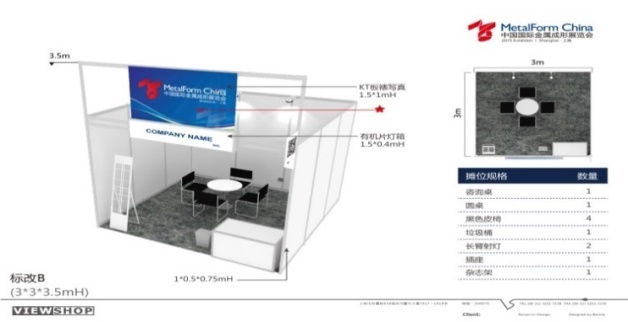 MetalForm China
中国国际金属成形展览会
3.5m
MetalForm China
中国国际金属成形展览会
COMPANY NAME
KT板裱写真
1.5*1mH
有机片灯箱
1.5*0.4mH
1*0.5*0.75mH
标改B
(3*3*3.5mH)
VIEWSHOP
3m
3m
摊位规格 数量
咨询桌 1
圆桌 1
黑色皮椅 4
垃圾桶 1
长臂射灯 2
插座 1
杂志架 1
Client: